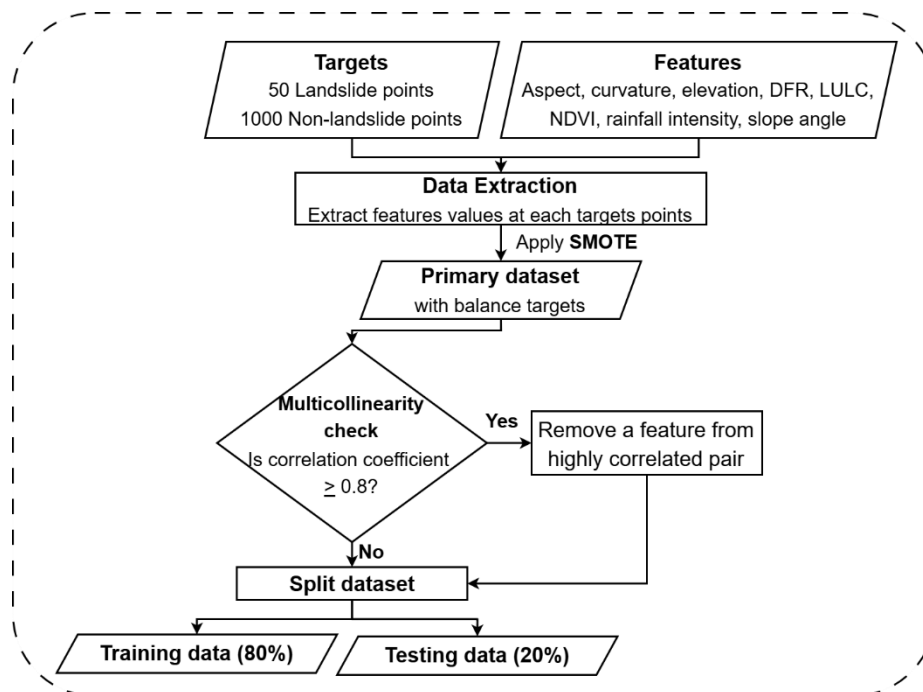 Targets
50 Landslide points
1000 Non-landslide points
Features
Aspect, curvature, elevation, DFR, LULC,
NDVI, rainfall intensity, slope angle
Data Extraction
Extract features values at each targets points
Apply SMOTE
Primary dataset
with balance targets
Multicollinearity
check
Is correlation coefficient
≥ 0.8?
Yes
Remove a feature from
highly correlated pair
No
Split dataset
Training data (80%)
Testing data (20%)